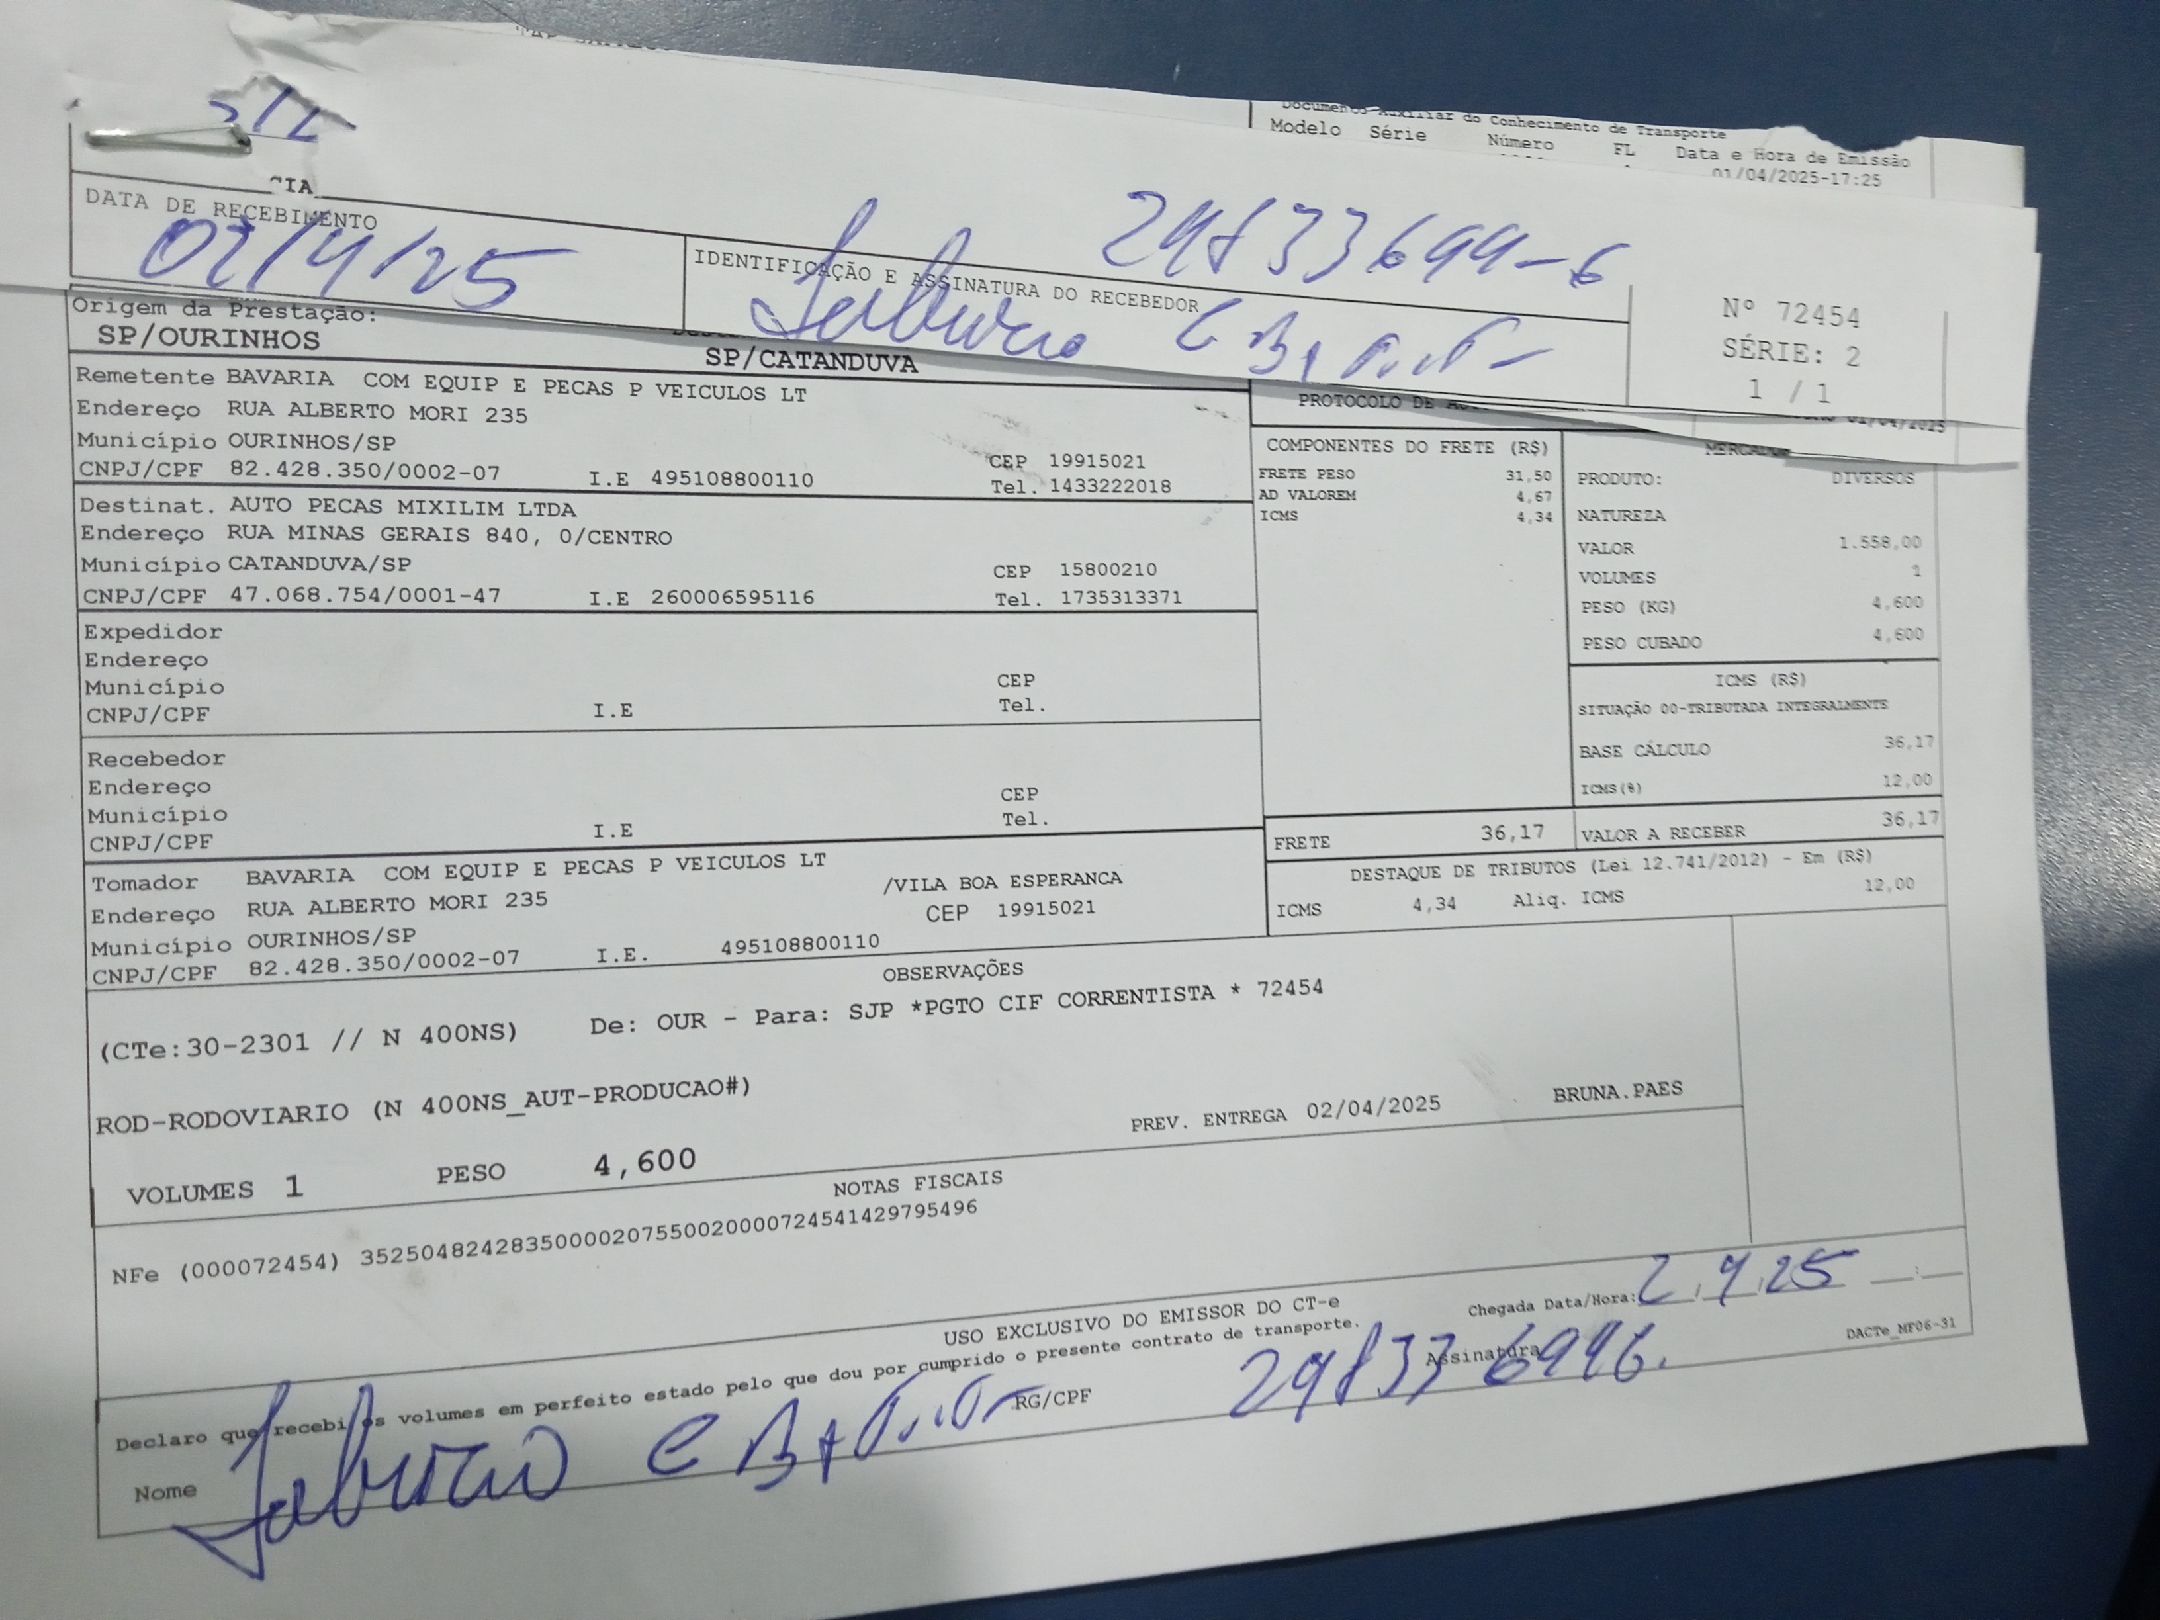 Documento Auxiliar do Conhecimento de Transporte
Modelo Série Número FL Data e Hora de Emissão
01/04/2025-17:25
DATA DE RECEBIMENTO
02/4/25
IDENTIFICAÇÃO E ASSINATURA DO RECEBEDOR
Nº 72454
SÉRIE: 2
1 / 1
Origem da Prestação:
SP/OURINHOS
SP/CATANDUVA
Remetente BAVARIA COM EQUIP E PECAS P VEICULOS LT
Endereço RUA ALBERTO MORI 235
Município OURINHOS/SP
CEP 19915021
CNPJ/CPF 82.428.350/0002-07 I.E 495108800110 Tel. 1433222018
Destinat. AUTO PECAS MIXILIM LTDA
Endereço RUA MINAS GERAIS 840, 0/CENTRO
Município CATANDUVA/SP CEP 15800210
CNPJ/CPF 47.068.754/0001-47 I.E 260006595116 Tel. 1735313371
Expedidor
Endereço
Município CEP
CNPJ/CPF I.E Tel.
Recebedor
Endereço
Município CEP
CNPJ/CPF I.E Tel.
Tomador BAVARIA COM EQUIP E PECAS P VEICULOS LT
Endereço RUA ALBERTO MORI 235 /VILA BOA ESPERANCA
Município OURINHOS/SP CEP 19915021
CNPJ/CPF 82.428.350/0002-07 I.E. 495108800110
PROTOCOLO DE
COMPONENTES DO FRETE (R$)
FRETE PESO 31,50
AD VALOREM 4,67
ICMS 4,34
PRODUTO: DIVERSOS
NATUREZA
VALOR 1.558,00
VOLUMES 1
PESO (KG) 4,600
PESO CUBADO 4,600
ICMS (R$)
SITUAÇÃO 00-TRIBUTADA INTEGRALMENTE
BASE CÁLCULO 36,17
ICMS(%) 12,00
FRETE 36,17 VALOR A RECEBER 36,17
DESTAQUE DE TRIBUTOS (Lei 12.741/2012) - Em (R$)
ICMS 4,34 Aliq. ICMS 12,00
OBSERVAÇÕES
(CTe:30-2301 // N 400NS) De: OUR - Para: SJP *PGTO CIF CORRENTISTA * 72454
ROD-RODOVIARIO (N 400NS_AUT-PRODUCAO#)
PREV. ENTREGA 02/04/2025 BRUNA.PAES
VOLUMES 1 PESO 4,600
NOTAS FISCAIS
NFe (000072454) 35250482428350000207550020000724541429795496
USO EXCLUSIVO DO EMISSOR DO CT-e
Chegada Data/Hora: 2 4 25
DACTe_MF06-31
Declaro que recebi os volumes em perfeito estado pelo que dou por cumprido o presente contrato de transporte.
Assinatura
Nome
RG/CPF